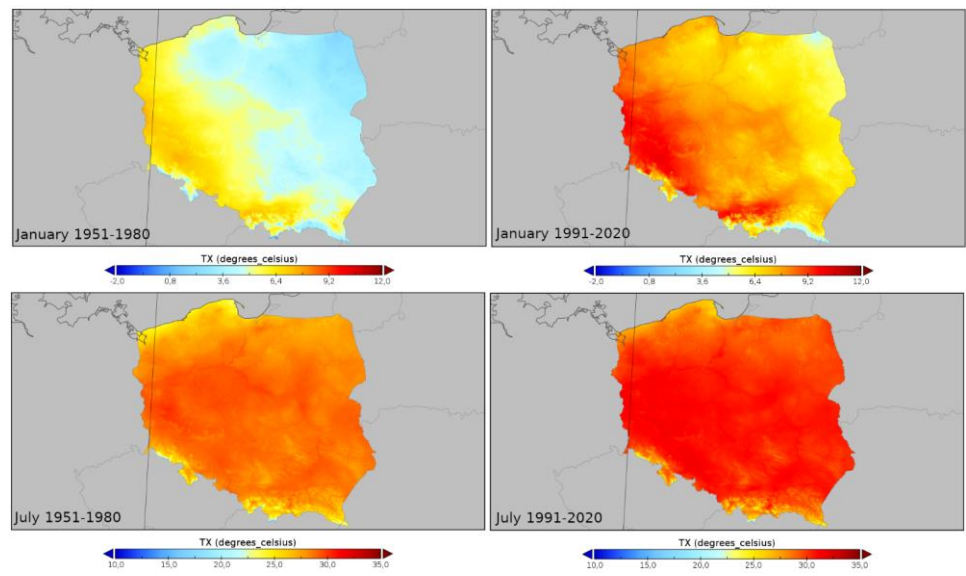 January 1951-1980
TX (degrees_celsius)
-2,0 0,8 3,6 6,4 9,2 12,0
January 1991-2020
TX (degrees_celsius)
-2,0 0,8 3,6 6,4 9,2 12,0
July 1951-1980
TX (degrees_celsius)
10,0 15,0 20,0 25,0 30,0 35,0
July 1991-2020
TX (degrees_celsius)
10,0 15,0 20,0 25,0 30,0 35,0